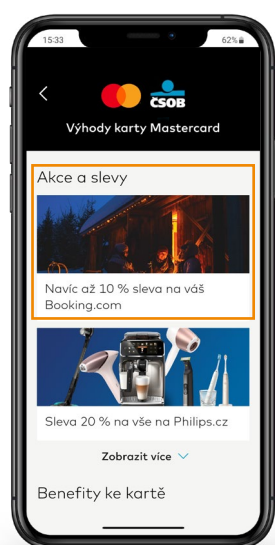 15:33
62%
ČSOB
Výhody karty Mastercard
Akce a slevy
Navíc až 10 % sleva na váš
Booking.com
Sleva 20 % na vše na Philips.cz
Zobrazit více
Benefity ke kartě